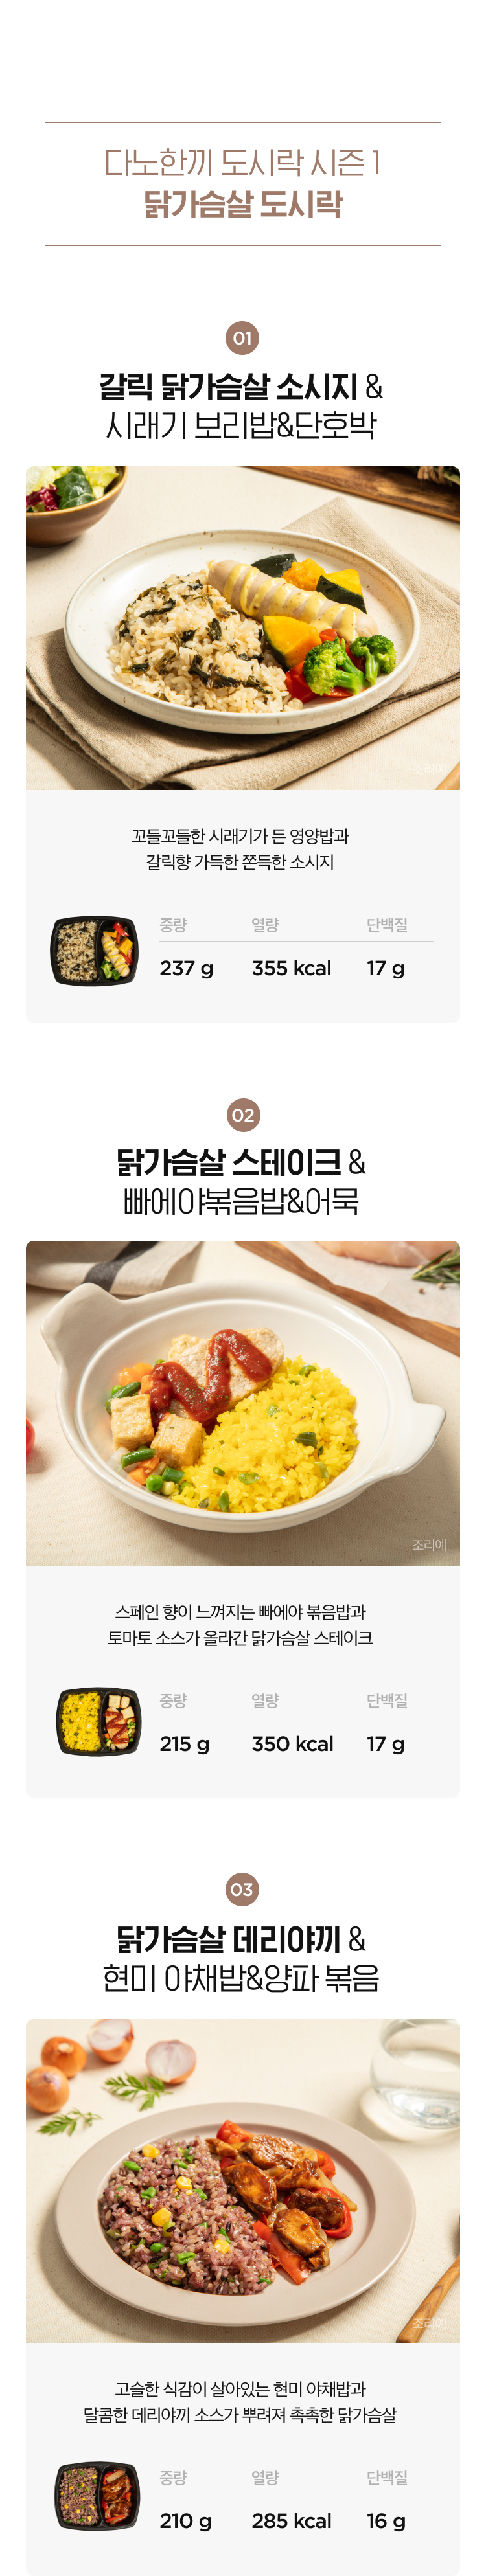 다노한끼 도시락 시즌 1
닭가슴살 도시락
01
갈릭 닭가슴살 소시지 &
시래기 보리밥&단호박
조리예
꼬들꼬들한 시래기가 든 영양밥과
갈릭향 가득한 쫀득한 소시지
중량 열량 단백질
237 g 355 kcal 17 g
02
닭가슴살 스테이크 &
빠에야볶음밥&어묵
조리예
스페인 향이 느껴지는 빠에야 볶음밥과
토마토 소스가 올라간 닭가슴살 스테이크
중량 열량 단백질
215 g 350 kcal 17 g
03
닭가슴살 데리야끼 &
현미 야채밥&양파 볶음
조리예
고슬한 식감이 살아있는 현미 야채밥과
달콤한 데리야끼 소스가 뿌려져 촉촉한 닭가슴살
중량 열량 단백질
210 g 285 kcal 16 g